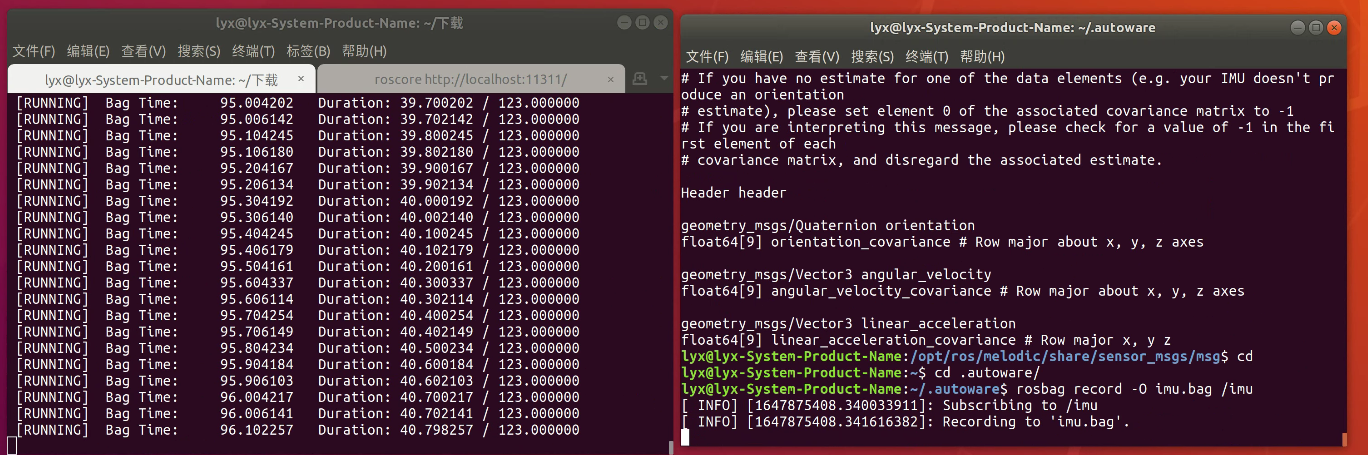 lyx@lyx-System-Product-Name: ~/下载
文件(F) 编辑(E) 查看(V) 搜索(S) 终端(T) 标签(B) 帮助(H)
lyx@lyx-System-Product-Name: ~/下载 × roscore http://localhost:11311/ ×
[RUNNING]  Bag Time:     95.004202   Duration: 39.700202 / 123.000000
[RUNNING]  Bag Time:     95.006142   Duration: 39.702142 / 123.000000
[RUNNING]  Bag Time:     95.104245   Duration: 39.800245 / 123.000000
[RUNNING]  Bag Time:     95.106180   Duration: 39.802180 / 123.000000
[RUNNING]  Bag Time:     95.204167   Duration: 39.900167 / 123.000000
[RUNNING]  Bag Time:     95.206134   Duration: 39.902134 / 123.000000
[RUNNING]  Bag Time:     95.304192   Duration: 40.000192 / 123.000000
[RUNNING]  Bag Time:     95.306140   Duration: 40.002140 / 123.000000
[RUNNING]  Bag Time:     95.404245   Duration: 40.100245 / 123.000000
[RUNNING]  Bag Time:     95.406179   Duration: 40.102179 / 123.000000
[RUNNING]  Bag Time:     95.504161   Duration: 40.200161 / 123.000000
[RUNNING]  Bag Time:     95.604337   Duration: 40.300337 / 123.000000
[RUNNING]  Bag Time:     95.606114   Duration: 40.302114 / 123.000000
[RUNNING]  Bag Time:     95.704254   Duration: 40.400254 / 123.000000
[RUNNING]  Bag Time:     95.706149   Duration: 40.402149 / 123.000000
[RUNNING]  Bag Time:     95.804234   Duration: 40.500234 / 123.000000
[RUNNING]  Bag Time:     95.904184   Duration: 40.600184 / 123.000000
[RUNNING]  Bag Time:     95.906103   Duration: 40.602103 / 123.000000
[RUNNING]  Bag Time:     96.004217   Duration: 40.700217 / 123.000000
[RUNNING]  Bag Time:     96.006141   Duration: 40.702141 / 123.000000
[RUNNING]  Bag Time:     96.102257   Duration: 40.798257 / 123.000000
lyx@lyx-System-Product-Name: ~/.autoware
文件(F) 编辑(E) 查看(V) 搜索(S) 终端(T) 帮助(H)
# If you have no estimate for one of the data elements (e.g. your IMU doesn't pr
oduce an orientation
# estimate), please set element 0 of the associated covariance matrix to -1
# If you are interpreting this message, please check for a value of -1 in the fi
rst element of each
# covariance matrix, and disregard the associated estimate.
Header header
geometry_msgs/Quaternion orientation
float64[9] orientation_covariance # Row major about x, y, z axes
geometry_msgs/Vector3 angular_velocity
float64[9] angular_velocity_covariance # Row major about x, y, z axes
geometry_msgs/Vector3 linear_acceleration
float64[9] linear_acceleration_covariance # Row major x, y z
lyx@lyx-System-Product-Name:/opt/ros/melodic/share/sensor_msgs/msg$ cd
lyx@lyx-System-Product-Name:~$ cd .autoware/
lyx@lyx-System-Product-Name:~/.autoware$ rosbag record -O imu.bag /imu
[ INFO] [1647875408.340033911]: Subscribing to /imu
[ INFO] [1647875408.341616382]: Recording to 'imu.bag'.